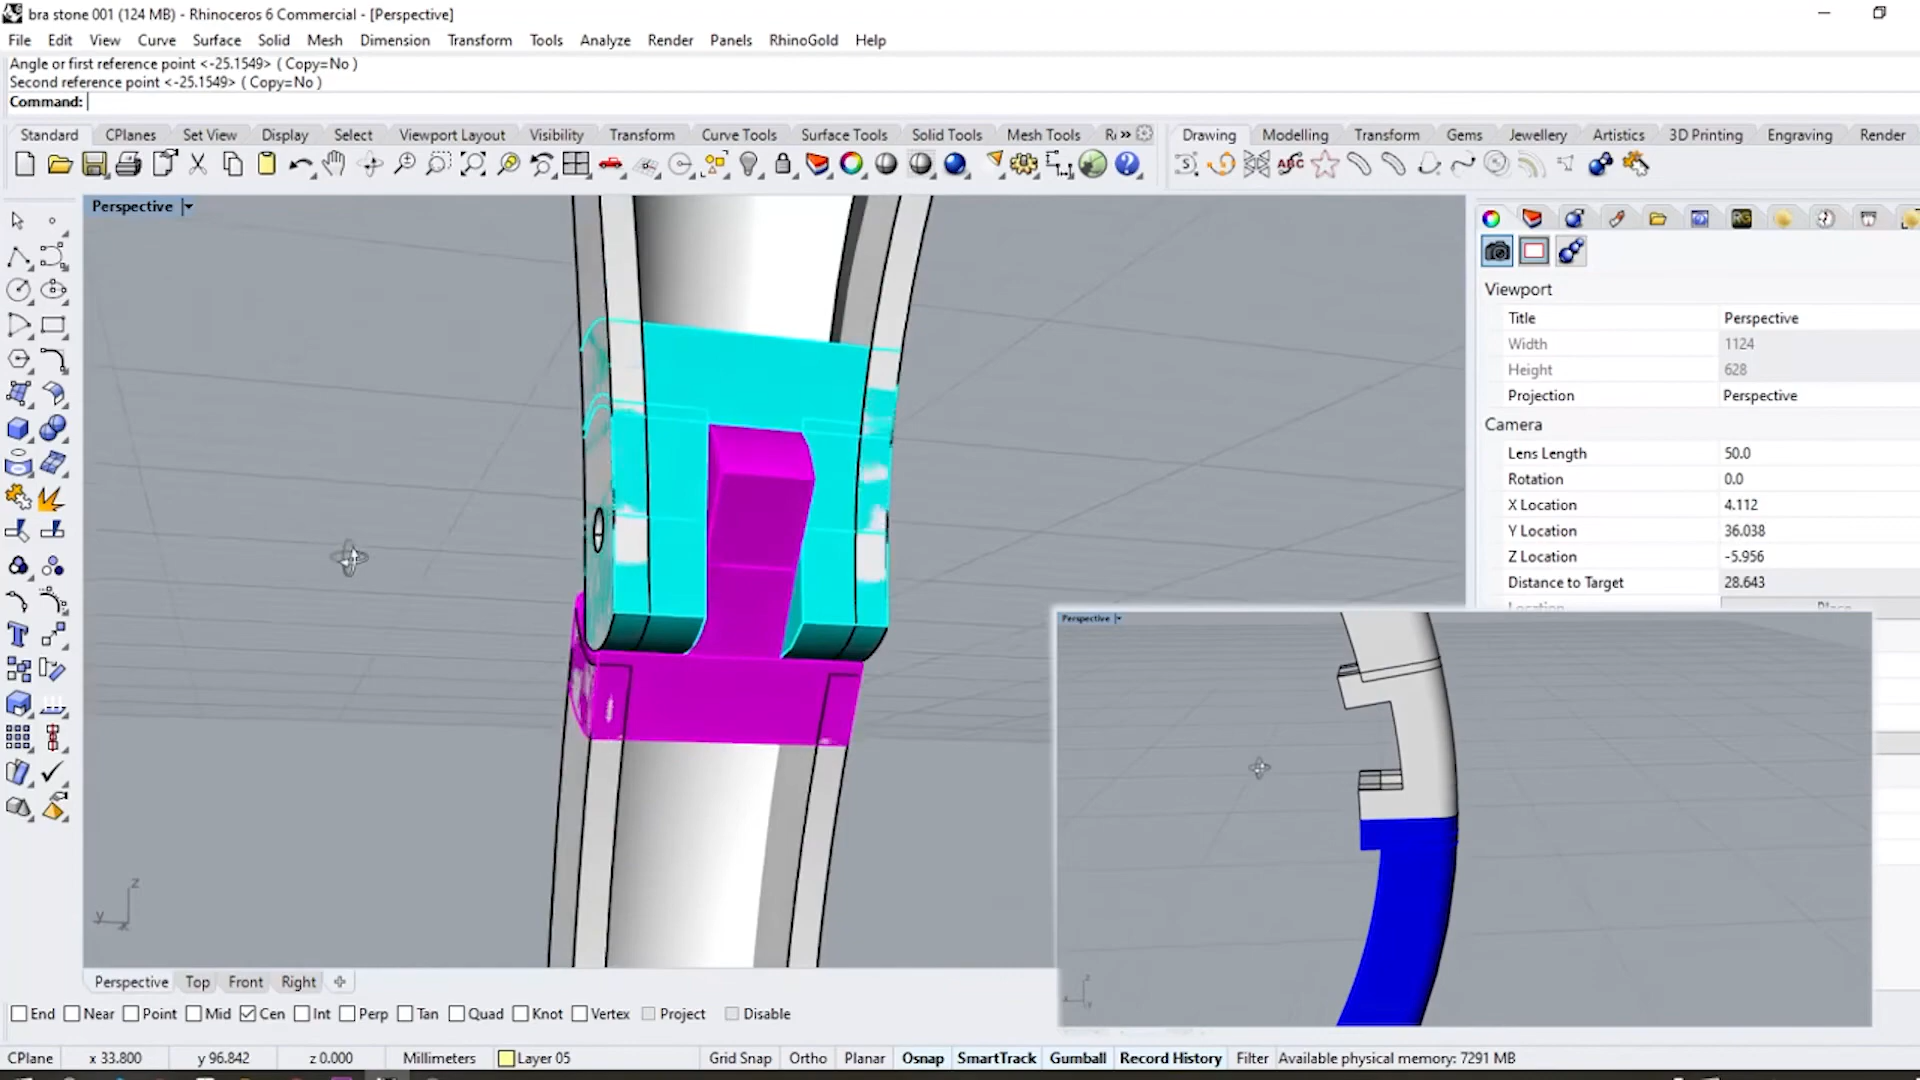 bra stone 001 (124 MB) - Rhinoceros 6 Commercial - [Perspective]
File Edit View Curve Surface Solid Mesh Dimension Transform Tools Analyze Render Panels RhinoGold Help
Angle or first reference point <-25.1549> ( Copy=No )
Second reference point <-25.1549> ( Copy=No )
Command:
Standard CPlanes Set View Display Select Viewport Layout Visibility Transform Curve Tools Surface Tools Solid Tools Mesh Tools »
Drawing Modelling Transform Gems Jewellery Artistics 3D Printing Engraving Render
ABC
RG
Perspective
Viewport
Title Perspective
Width 1124
Height 628
Projection Perspective
Camera
Lens Length 50.0
Rotation 0.0
X Location 4.112
Y Location 36.038
Z Location -5.956
Distance to Target 28.643
Perspective
z
y
x
Perspective Top Front Right
End Near Point Mid Cen Int Perp Tan Quad Knot Vertex Project Disable
CPlane x 33.800 y 96.842 z 0.000 Millimeters Layer 05 Grid Snap Ortho Planar Osnap SmartTrack Gumball Record History Filter Available physical memory: 7291 MB